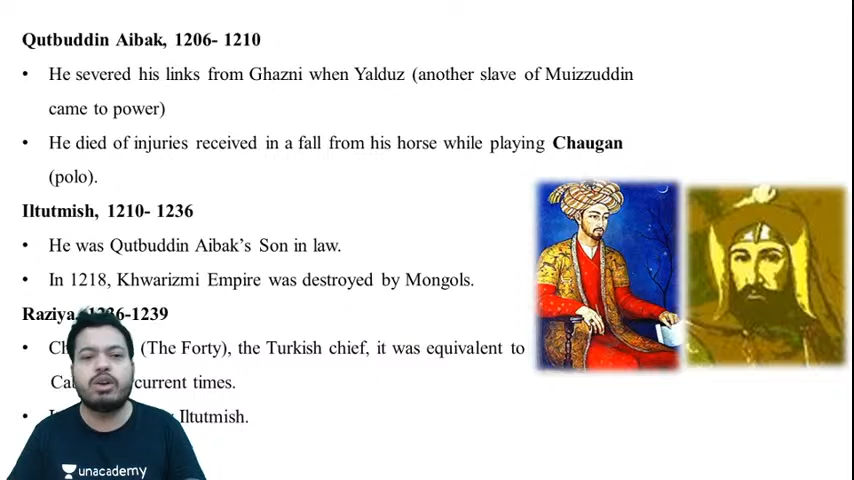 Qutbuddin Aibak, 1206- 1210
• He severed his links from Ghazni when Yalduz (another slave of Muizzuddin
came to power)
• He died of injuries received in a fall from his horse while playing Chaugan
(polo).
Iltutmish, 1210- 1236
• He was Qutbuddin Aibak's Son in law.
• In 1218, Khwarizmi Empire was destroyed by Mongols.
Raziya, 1236-1239
• (The Forty), the Turkish chief, it was equivalent to
current times.
• Iltutmish.
unacademy